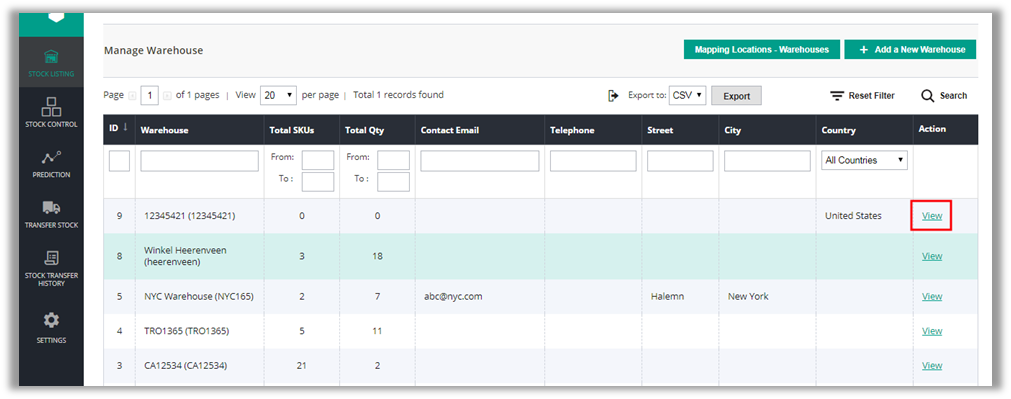 Manage Warehouse
Mapping Locations - Warehouses
+ Add a New Warehouse
STOCK LISTING
STOCK CONTROL
PREDICTION
TRANSFER STOCK
STOCK TRANSFER
HISTORY
SETTINGS
Page 1 of 1 pages | View 20 per page | Total 1 records found
Export to: CSV Export
Reset Filter
Search
ID Warehouse Total SKUs Total Qty Contact Email Telephone Street City Country Action
From: From: All Countries
To : To :
9 12345421 (12345421) 0 0 United States View
8 Winkel Heerenveen
(heerenveen) 3 18 View
5 NYC Warehouse (NYC165) 2 7 abc@nyc.com Halemn New York View
4 TRO1365 (TRO1365) 5 11 View
3 CA12534 (CA12534) 21 2 View